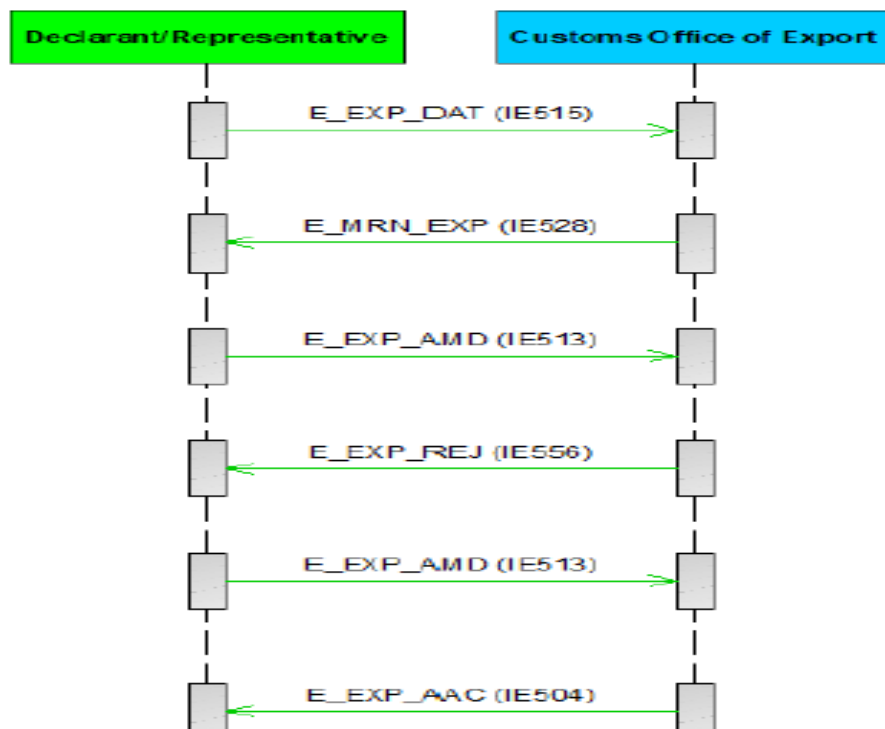 Declarant/Representative
Customs Office of Export
E_EXP_DAT (IE515)
E_MRN_EXP (IE528)
E_EXP_AMD (IE513)
E_EXP_REJ (IE556)
E_EXP_AMD (IE513)
E_EXP_AAC (IE504)